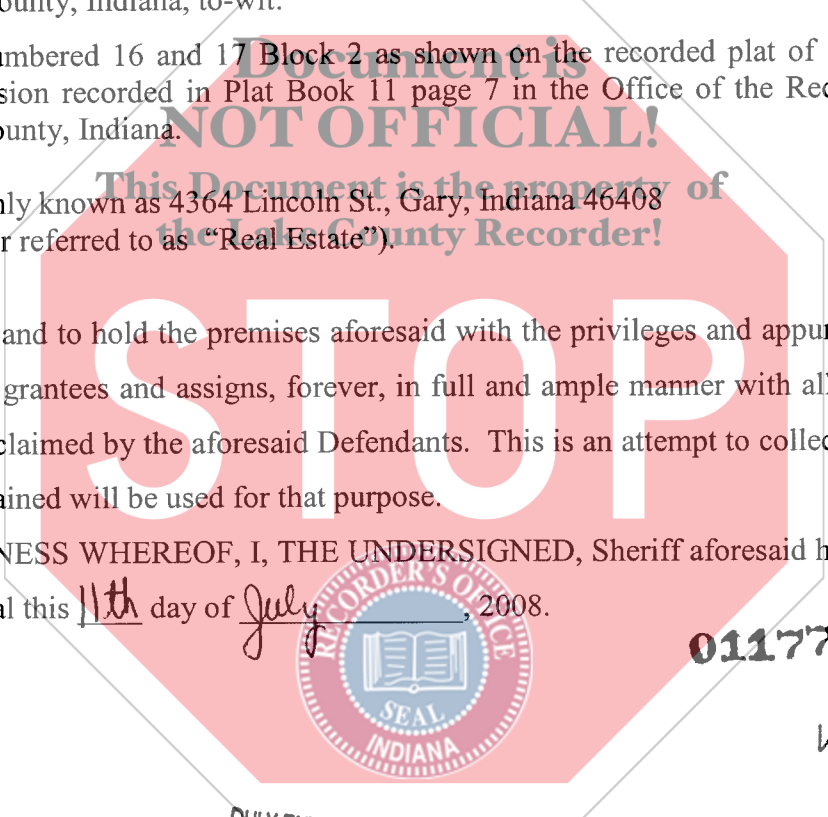 ounty, Indiana, to-wit:
umbered 16 and 17 Block 2 as shown on the recorded plat of
sion recorded in Plat Book 11 page 7 in the Office of the Rec
ounty, Indiana.
Document is
NOT OFFICIAL!
This Document is the property of
the Lake County Recorder!
nly known as 4364 Lincoln St., Gary, Indiana 46408
r referred to as “Real Estate”).
STOP
and to hold the premises aforesaid with the privileges and appur
grantees and assigns, forever, in full and ample manner with all
claimed by the aforesaid Defendants. This is an attempt to collec
ained will be used for that purpose.
NESS WHEREOF, I, THE UNDERSIGNED, Sheriff aforesaid h
al this 11th day of July, 2008.
01177
RECORDER'S OFFICE
SEAL
INDIANA